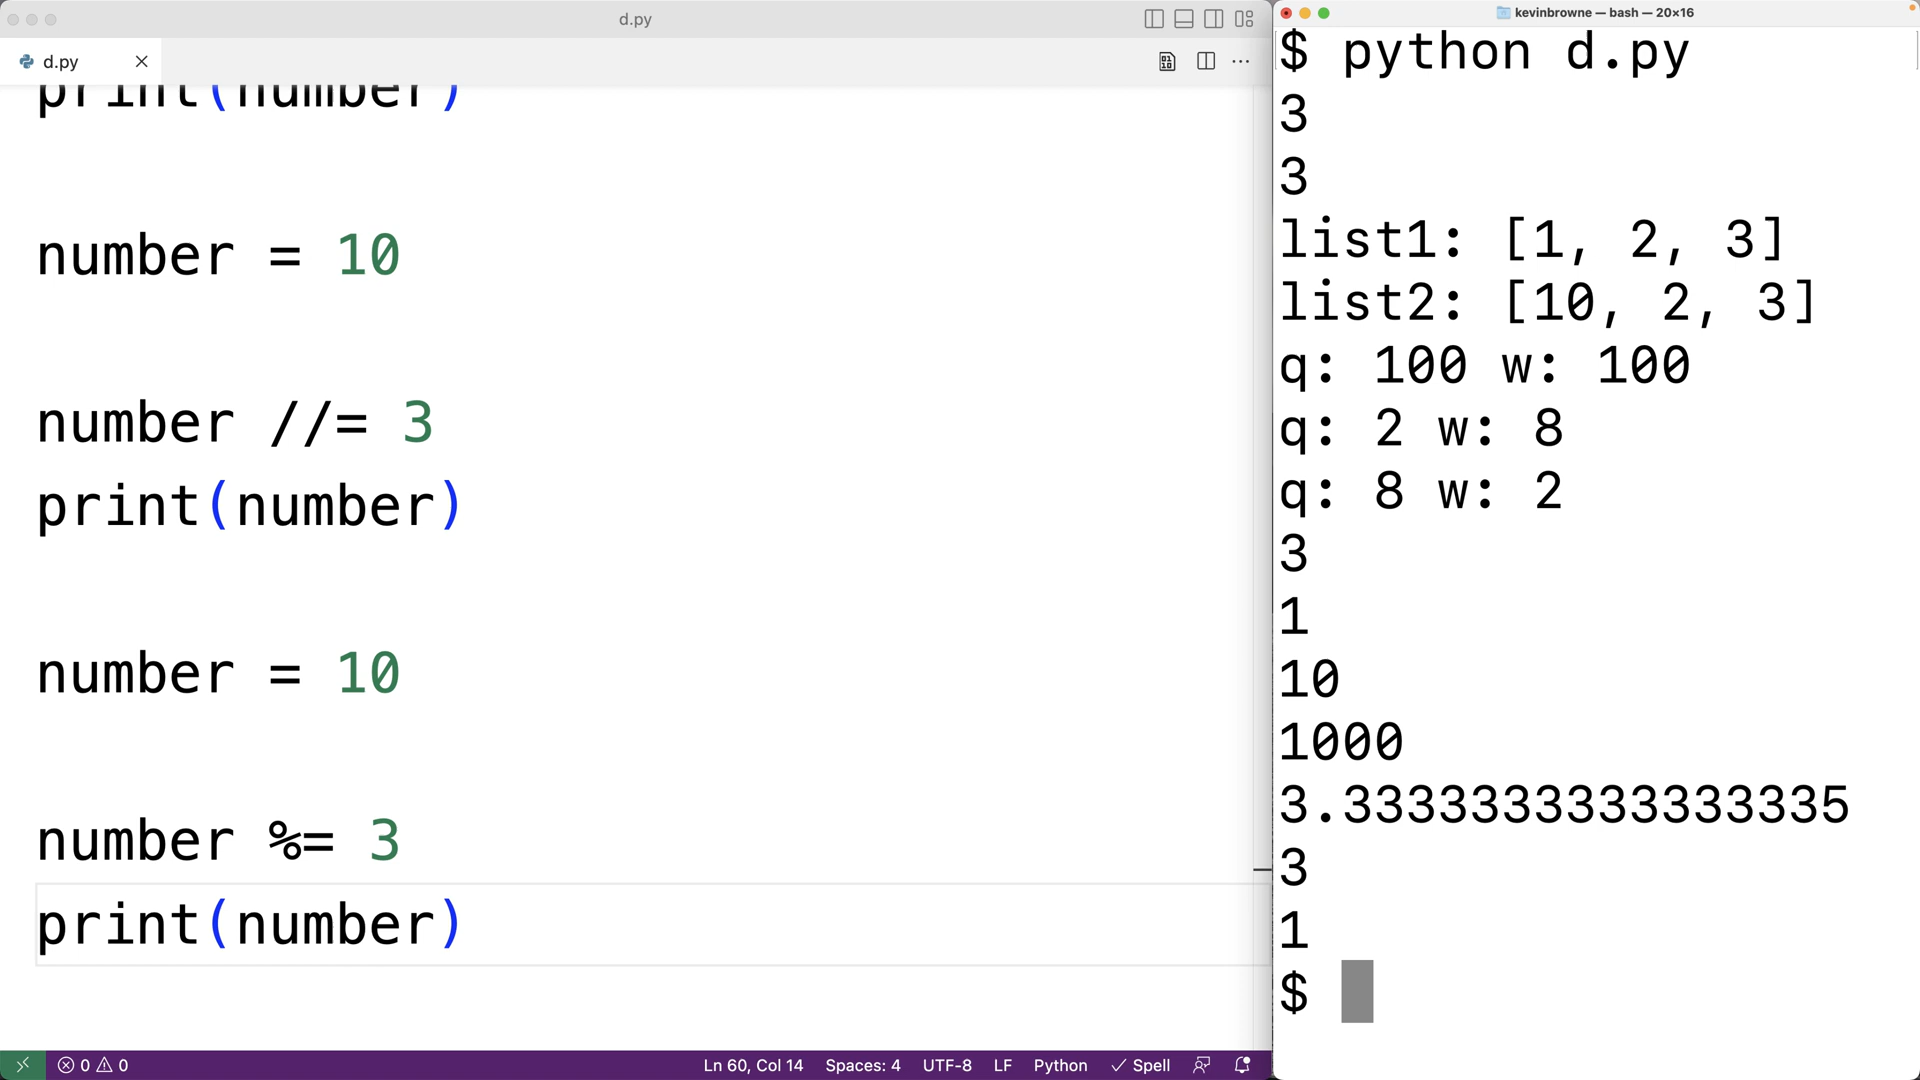 d.py
d.py
print(number)
number = 10
number //= 3
print(number)
number = 10
number %= 3
print(number)
0 0
Ln 60, Col 14 Spaces: 4 UTF-8 LF Python Spell
kevinbrowne — bash — 20×16
$ python d.py
3
3
list1: [1, 2, 3]
list2: [10, 2, 3]
q: 100 w: 100
q: 2 w: 8
q: 8 w: 2
3
1
10
1000
3.3333333333333335
3
1
$